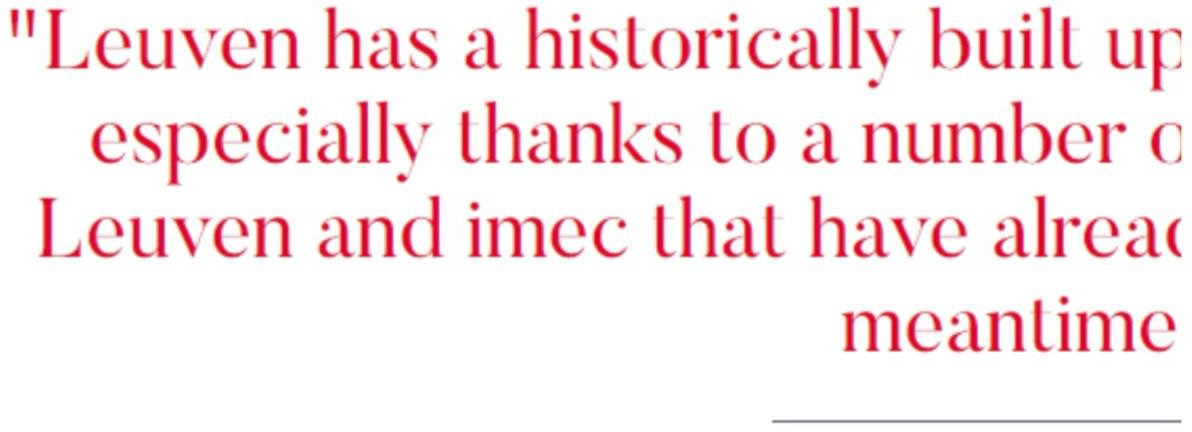 "Leuven has a historically built up
especially thanks to a number
Leuven and imec that have
meantime